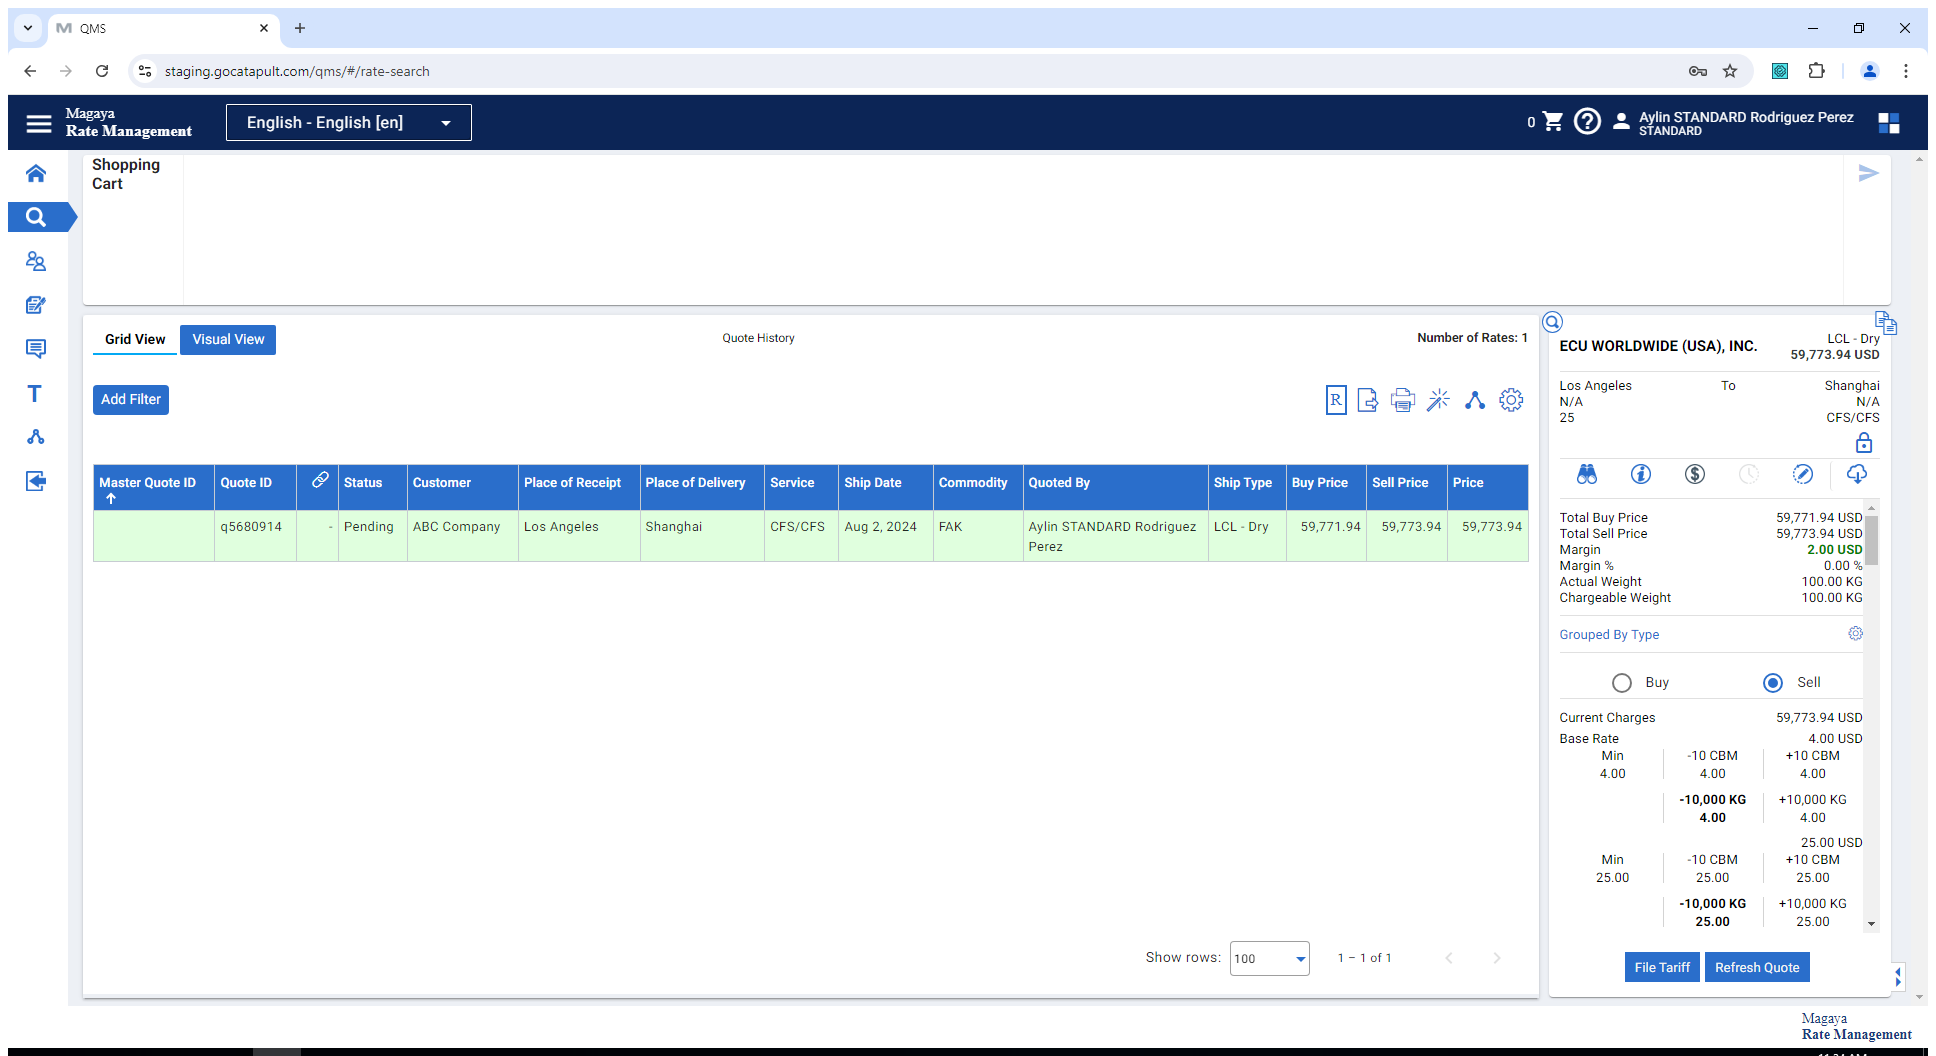 QMS
staging.gocatapult.com/qms/#/rate-search
Magaya
Rate Management
English - English [en]
0
Aylin STANDARD Rodriguez Perez
STANDARD
Shopping
Cart
Grid View
Visual View
Quote History
Number of Rates: 1
Add Filter
R
Master Quote ID
Quote ID
Status
Customer
Place of Receipt
Place of Delivery
Service
Ship Date
Commodity
Quoted By
Ship Type
Buy Price
Sell Price
Price
q5680914
-
Pending
ABC Company
Los Angeles
Shanghai
CFS/CFS
Aug 2, 2024
FAK
Aylin STANDARD Rodriguez
Perez
LCL - Dry
59,771.94
59,773.94
59,773.94
Show rows:
100
1 – 1 of 1
ECU WORLDWIDE (USA), INC.
LCL - Dry
59,773.94 USD
Los Angeles To Shanghai
N/A N/A
25 CFS/CFS
Total Buy Price 59,771.94 USD
Total Sell Price 59,773.94 USD
Margin 2.00 USD
Margin % 0.00 %
Actual Weight 100.00 KG
Chargeable Weight 100.00 KG
Grouped By Type
Buy Sell
Current Charges 59,773.94 USD
Base Rate 4.00 USD
Min -10 CBM +10 CBM
4.00 4.00 4.00
-10,000 KG +10,000 KG
4.00 4.00
25.00 USD
Min -10 CBM +10 CBM
25.00 25.00 25.00
-10,000 KG +10,000 KG
25.00 25.00
File Tariff
Refresh Quote
Magaya
Rate Management